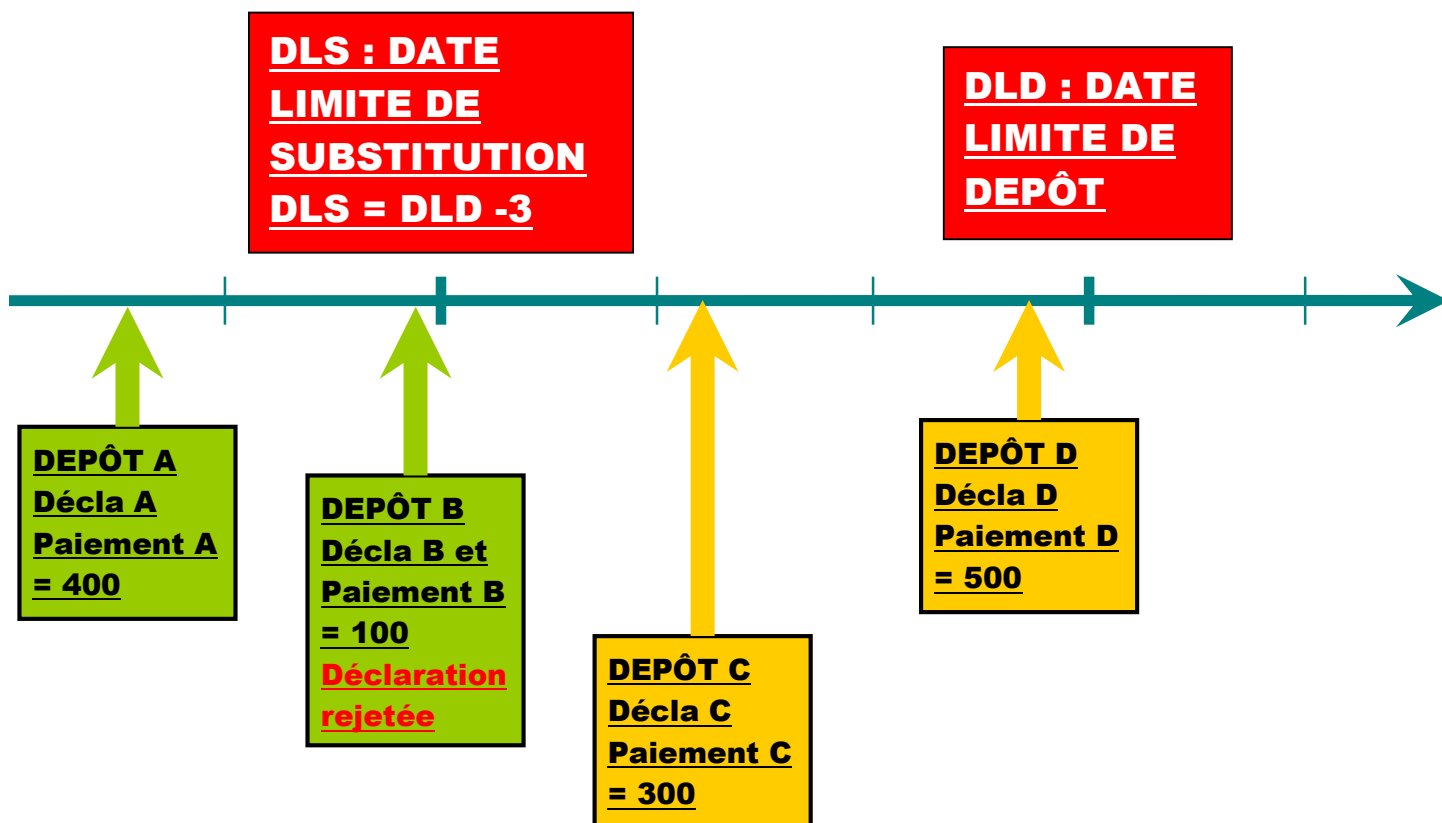 DLS : DATE
LIMITE DE
SUBSTITUTION
DLS = DLD -3
DLD : DATE
LIMITE DE
DEPÔT
DEPÔT A
Décla A
Paiement A
= 400
DEPÔT B
Décla B et
Paiement B
= 100
Déclaration
rejetée
DEPÔT C
Décla C
Paiement C
= 300
DEPÔT D
Décla D
Paiement D
= 500